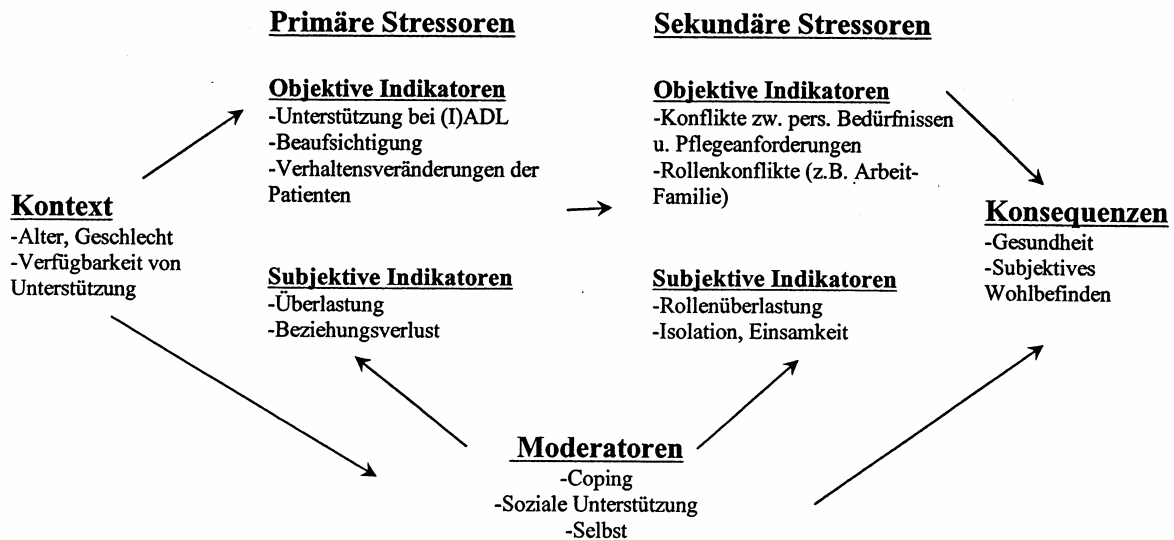 Primäre Stressoren
Sekundäre Stressoren
Objektive Indikatoren
-Unterstützung bei (I)ADL
-Beaufsichtigung
-Verhaltensveränderungen der
Patienten
Objektive Indikatoren
-Konflikte zw. pers. Bedürfnissen
u. Pflegeanforderungen
-Rollenkonflikte (z.B. Arbeit-
Familie)
Kontext
-Alter, Geschlecht
-Verfügbarkeit von
Unterstützung
Konsequenzen
-Gesundheit
-Subjektives
Wohlbefinden
Subjektive Indikatoren
-Überlastung
-Beziehungsverlust
Subjektive Indikatoren
-Rollenüberlastung
-Isolation, Einsamkeit
Moderatoren
-Coping
-Soziale Unterstützung
-Selbst